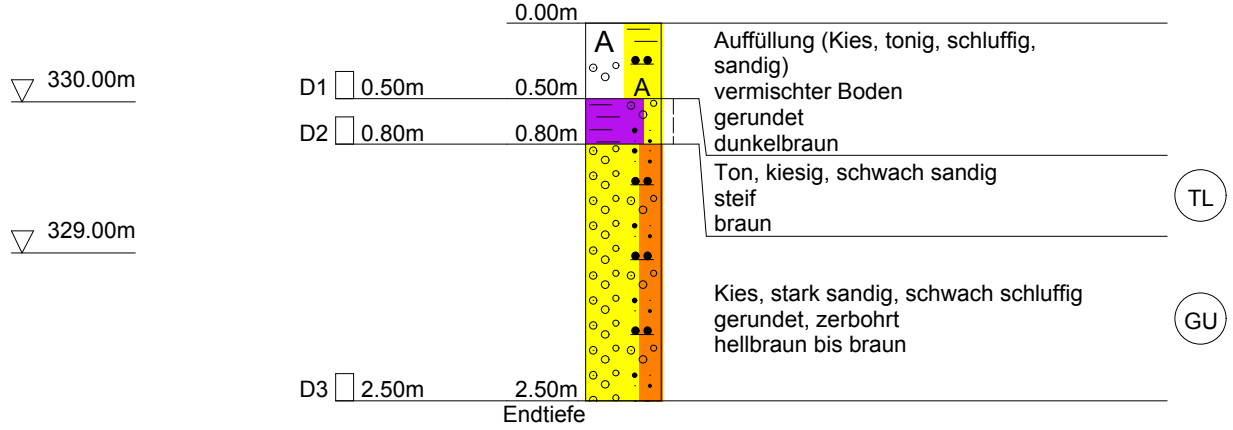 0.00m
A
Auffüllung (Kies, tonig, schluffig,
sandig)
vermischter Boden
gerundet
dunkelbraun
330.00m
D1 0.50m 0.50m A
D2 0.80m 0.80m
Ton, kiesig, schwach sandig
steif
braun
TL
329.00m
Kies, stark sandig, schwach schluffig
gerundet, zerbohrt
hellbraun bis braun
GU
D3 2.50m 2.50m
Endtiefe